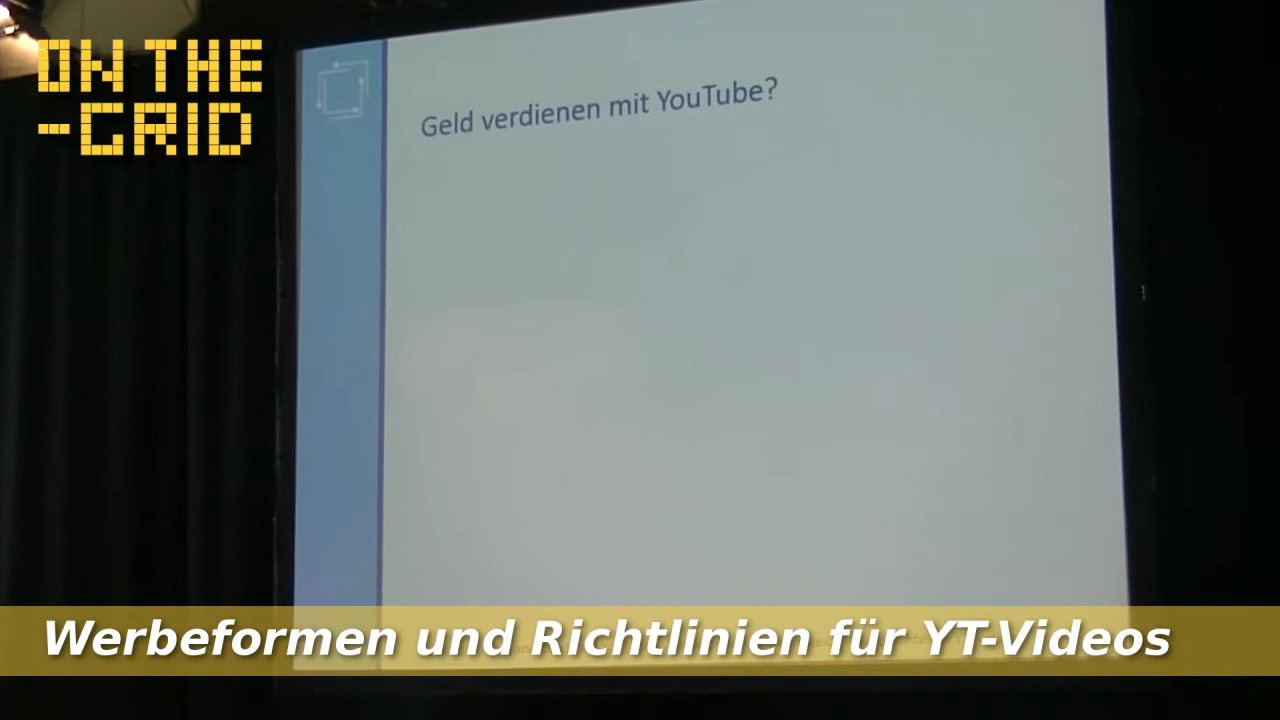 ON THE
-GRID
Geld verdienen mit YouTube?
Werbeformen und Richtlinien für YT-Videos